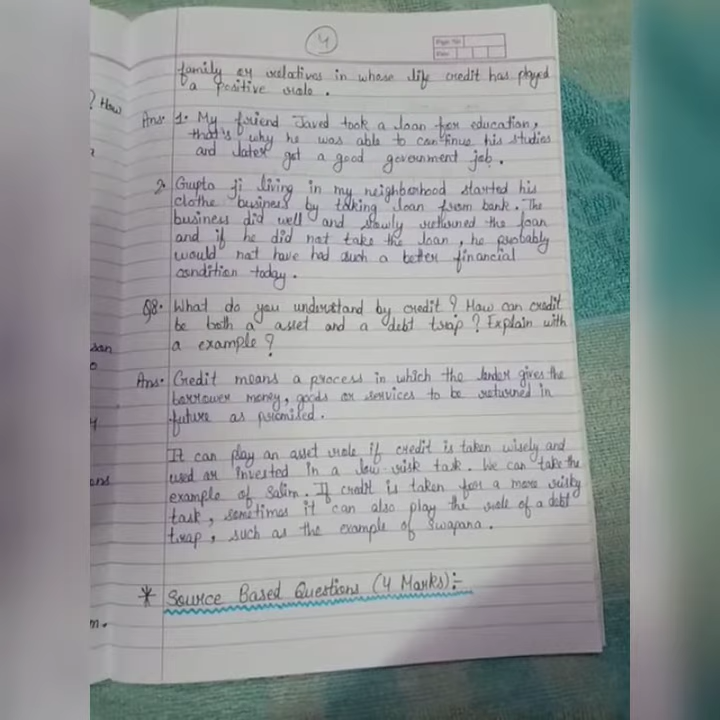 4
Page No.
Date
family or relatives in whose life credit has played
a positive role.
? How
Ans. 1. My friend Javed took a loan for education,
that's why he was able to continue his studies
and later got a good government job.
2. Gupta ji living in my neighborhood started his
clothe business by taking loan from bank. The
business did well and slowly returned the loan
and if he did not take the loan, he probably
would not have had such a better financial
condition today.
Q8. What do you understand by credit? How can credit
be both a asset and a debt trap? Explain with
a example?
Ans. Credit means a process in which the lender gives the
borrower money, goods or services to be returned in
future as promised.
It can play an asset role if credit is taken wisely and
used or invested in a low risk task. We can take the
example of Salim. If credit is taken for a more risky
task, sometimes it can also play the role of a debt
trap, such as the example of Swapana.
* Source Based Questions (4 Marks):-